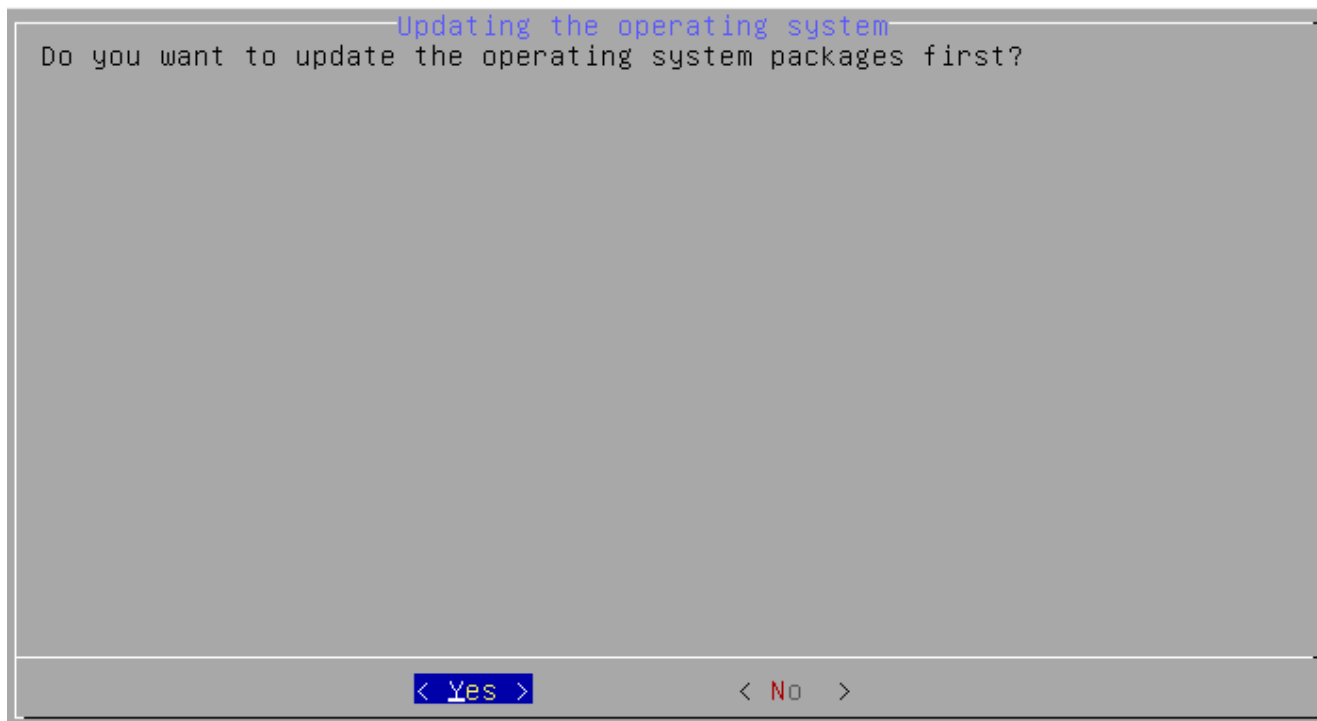 Updating the operating system
Do you want to update the operating system packages first?
< Yes > < No >